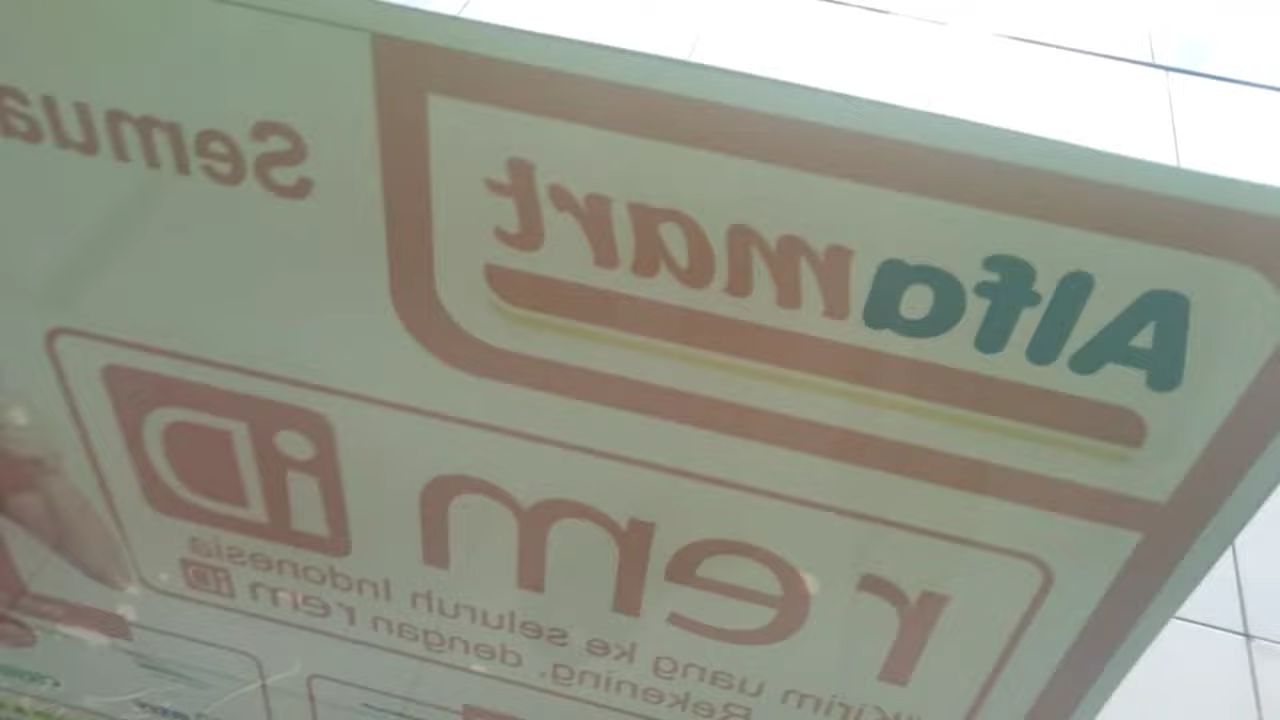 Alfamart
Semua
rem iD
"Kirim uang ke seluruh Indonesia
Rekening, dengan rem iD